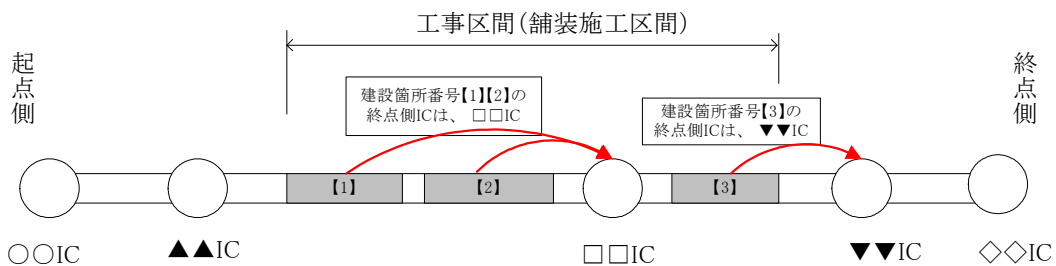 工事区間(舗装施工区間)
起点側
終点側
建設箇所番号【1】【2】の
終点側ICは、 □□IC
建設箇所番号【3】の
終点側ICは、 ▼▼IC
【1】
【2】
【3】
○○IC
▲▲IC
□□IC
▼▼IC
◇◇IC